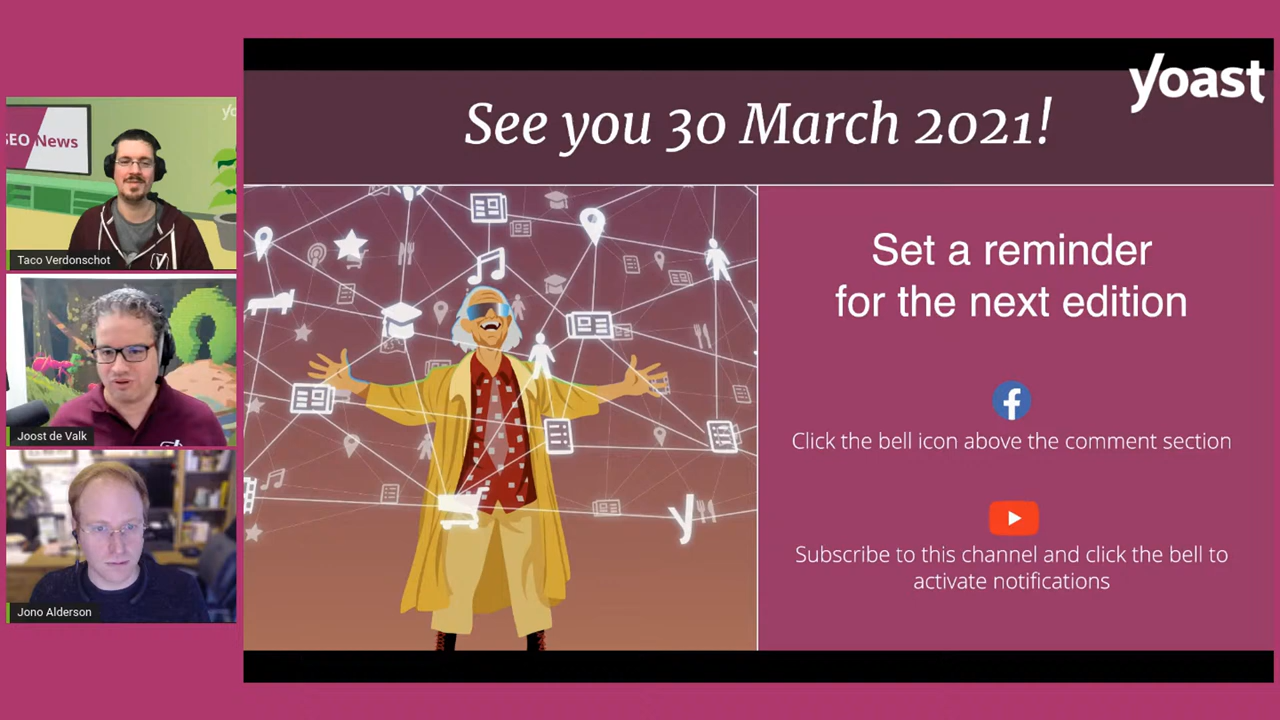 yoast
See you 30 March 2021!
SEO News
Taco Verdonschot
Joost de Valk
Jono Alderson
Set a reminder
for the next edition
Click the bell icon above the comment section
Subscribe to this channel and click the bell to
activate notifications
y